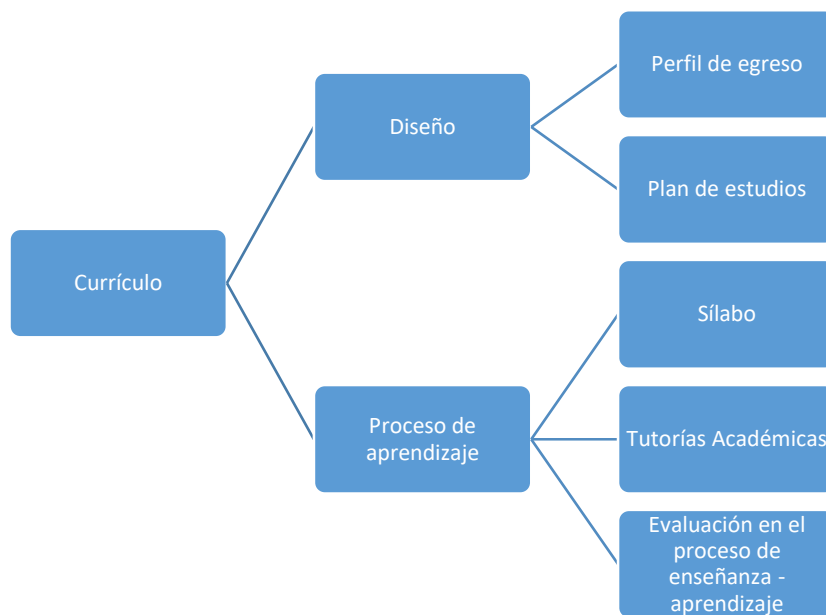 Perfil de egreso
Diseño
Plan de estudios
Currículo
Sílabo
Proceso de
aprendizaje
Tutorías Académicas
Evaluación en el
proceso de
enseñanza -
aprendizaje